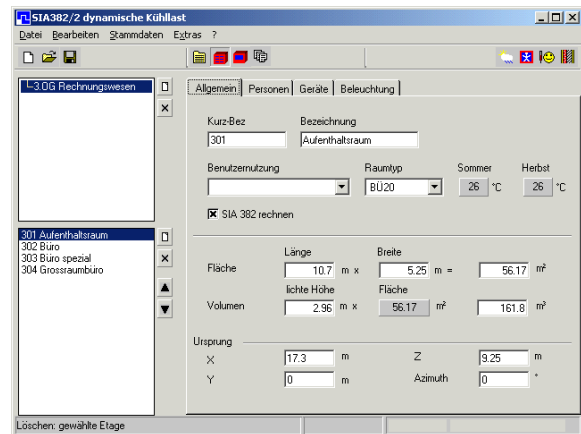 SIA382/2 dynamische Kühllast
Datei Bearbeiten Stammdaten Extras ?
3.OG Rechnungswesen
301 Aufenthaltsraum
302 Büro
303 Büro spezial
304 Grossraumbüro
Allgemein Personen Geräte Beleuchtung
Kurz-Bez Bezeichnung
301 Aufenthaltsraum
Benutzernutzung Raumtyp Sommer Herbst
BÜ20 26 °C 26 °C
SIA 382 rechnen
Länge Breite
Fläche 10.7 m x 5.25 m = 56.17 m²
lichte Höhe Fläche
Volumen 2.96 m x 56.17 m² 161.8 m³
Ursprung
X 17.3 m Z 9.25 m
Y 0 m Azimuth 0 °
Löschen: gewählte Etage